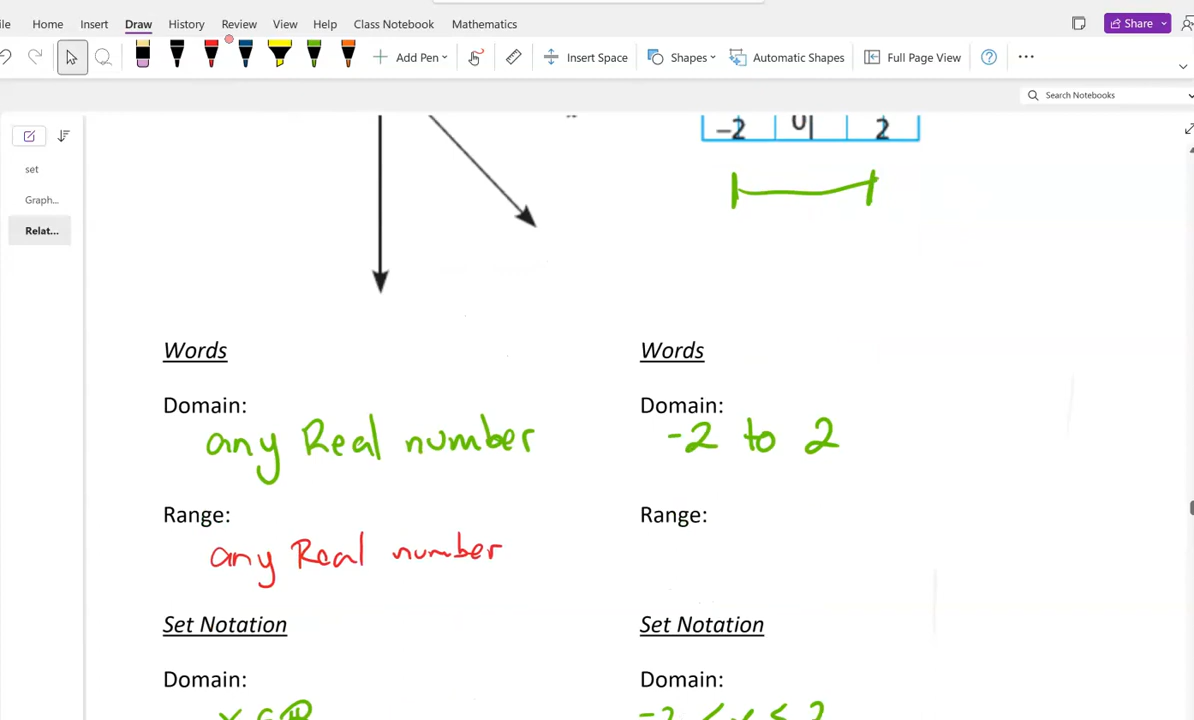 Home Insert Draw History Review View Help Class Notebook Mathematics Share
Add Pen Insert Space Shapes Automatic Shapes Full Page View
Search Notebooks
set
Graph...
Relat...
-2 0 2
Words Words
Domain: Domain:
any Real number -2 to 2
Range: Range:
any Real number
Set Notation Set Notation
Domain: Domain: